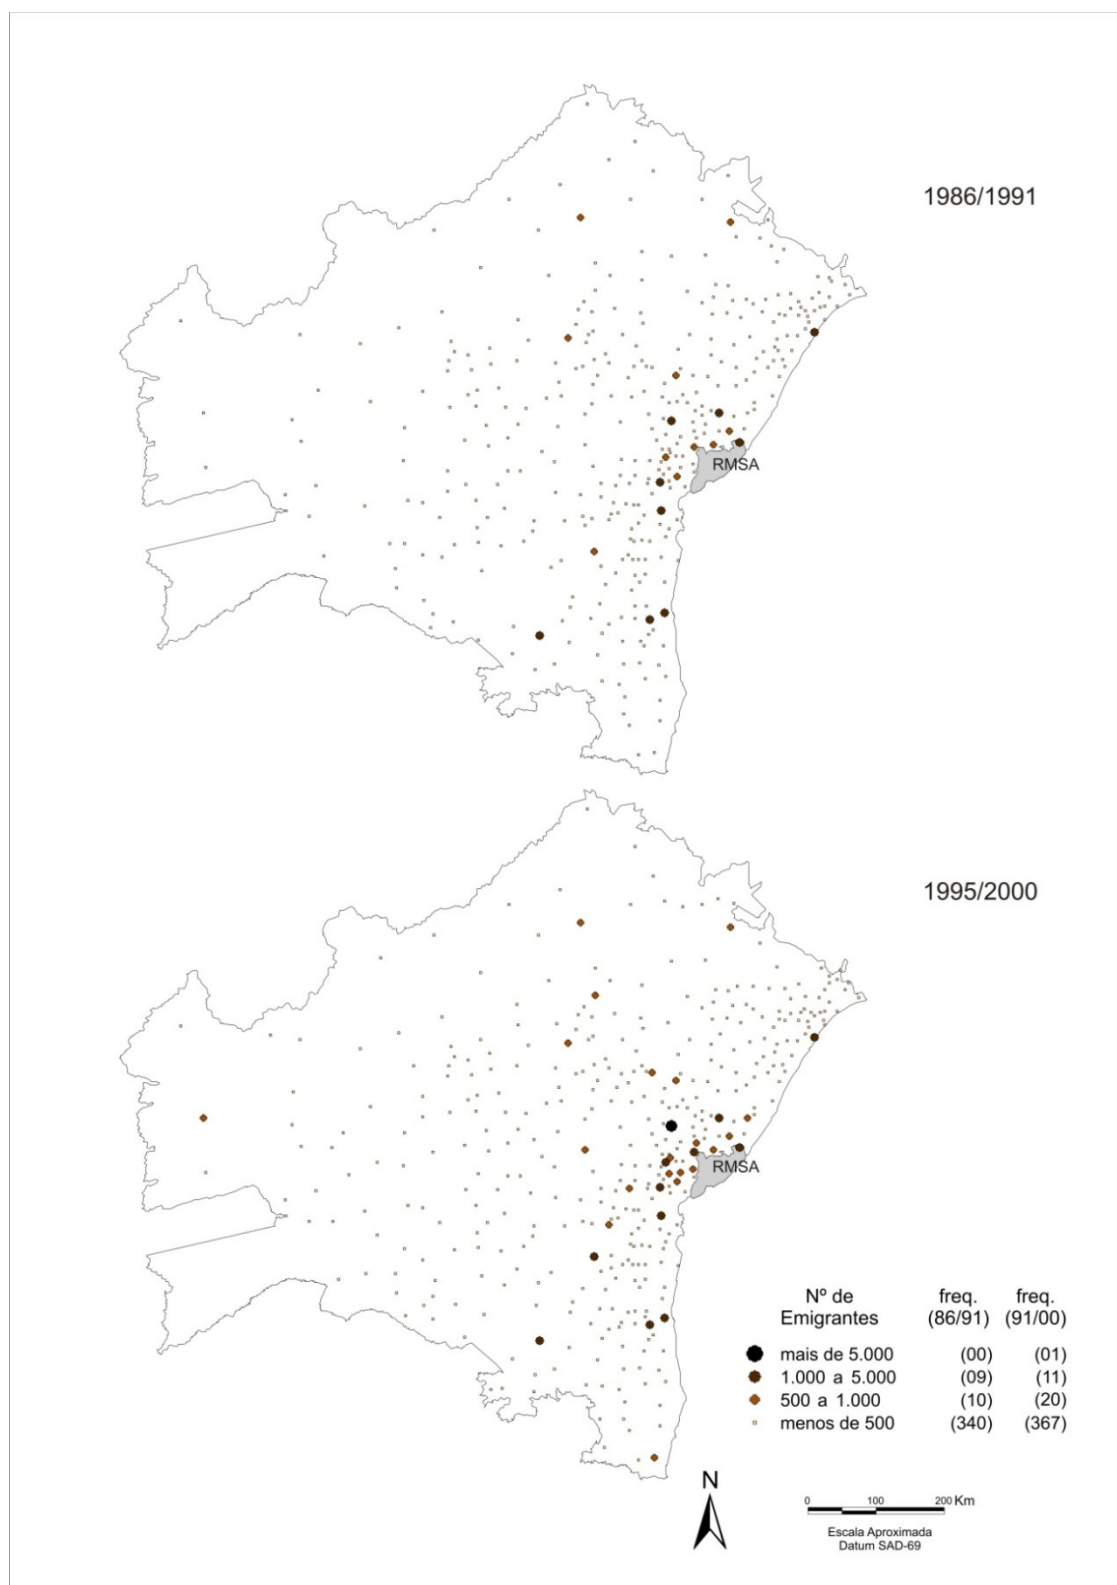 1986/1991
RMSA
1995/2000
RMSA
Nº de Emigrantes freq. (86/91) freq. (91/00)
mais de 5.000 (00) (01)
1.000 a 5.000 (09) (11)
500 a 1.000 (10) (20)
menos de 500 (340) (367)
N
0 100 200 Km
Escala Aproximada
Datum SAD-69